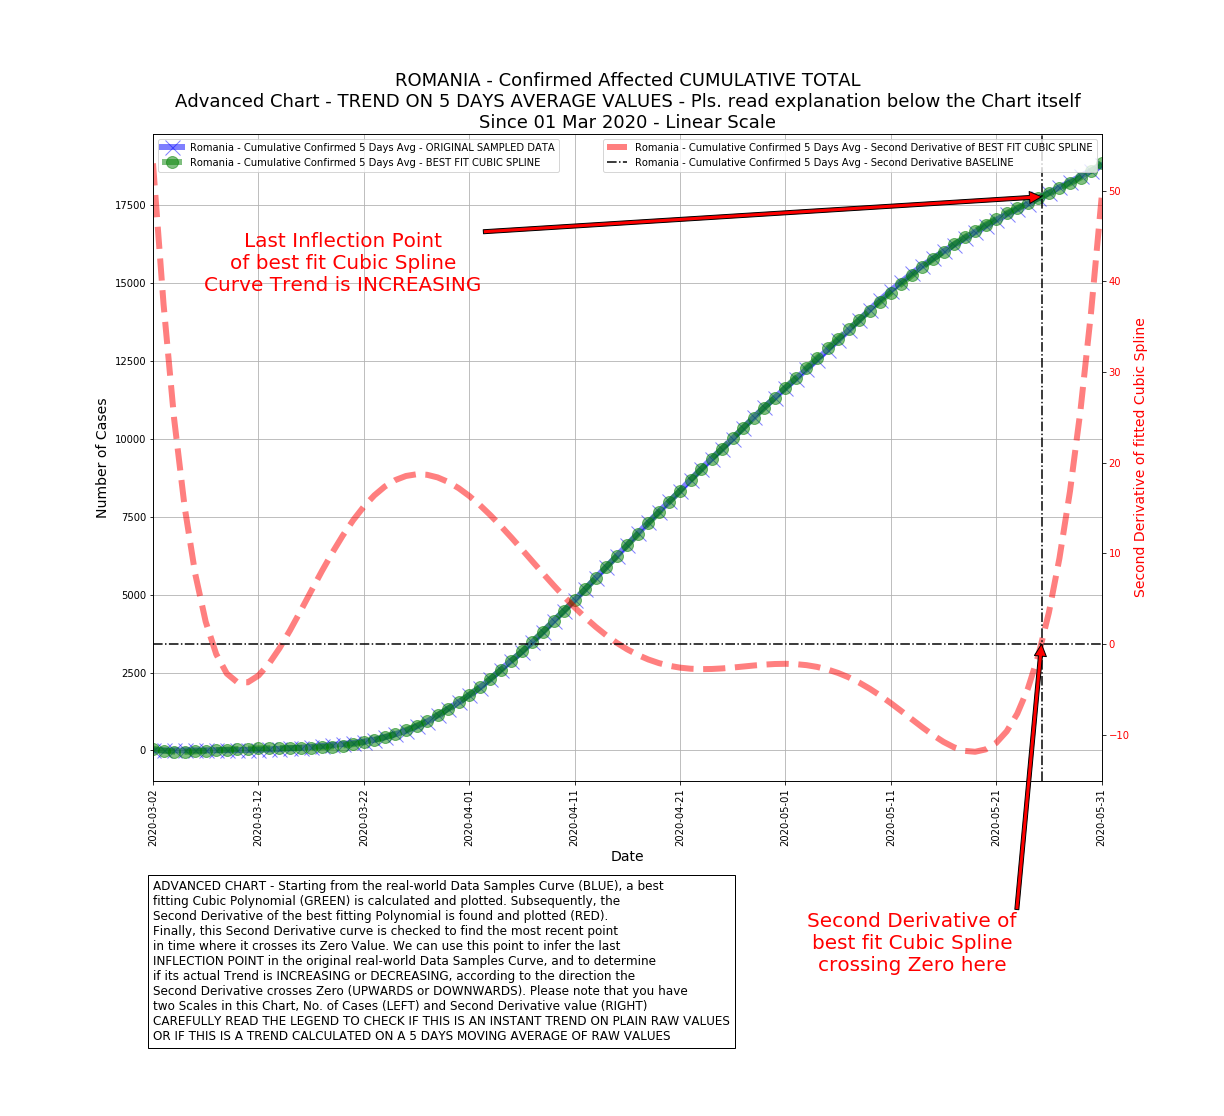 ROMANIA - Confirmed Affected CUMULATIVE TOTAL
Advanced Chart - TREND ON 5 DAYS AVERAGE VALUES - Pls. read explanation below the Chart itself
Since 01 Mar 2020 - Linear Scale
Romania - Cumulative Confirmed 5 Days Avg - ORIGINAL SAMPLED DATA
Romania - Cumulative Confirmed 5 Days Avg - BEST FIT CUBIC SPLINE
Romania - Cumulative Confirmed 5 Days Avg - Second Derivative of BEST FIT CUBIC SPLINE
Romania - Cumulative Confirmed 5 Days Avg - Second Derivative BASELINE
Last Inflection Point
of best fit Cubic Spline
Curve Trend is INCREASING
Number of Cases
17500
15000
12500
10000
7500
5000
2500
0
50
40
30
20
10
0
−10
Second Derivative of fitted Cubic Spline
2020-03-02
2020-03-12
2020-03-22
2020-04-01
2020-04-11
2020-04-21
2020-05-01
2020-05-11
2020-05-21
2020-05-31
Date
ADVANCED CHART - Starting from the real-world Data Samples Curve (BLUE), a best
fitting Cubic Polynomial (GREEN) is calculated and plotted. Subsequently, the
Second Derivative of the best fitting Polynomial is found and plotted (RED).
Finally, this Second Derivative curve is checked to find the most recent point
in time where it crosses its Zero Value. We can use this point to infer the last
INFLECTION POINT in the original real-world Data Samples Curve, and to determine
if its actual Trend is INCREASING or DECREASING, according to the direction the
Second Derivative crosses Zero (UPWARDS or DOWNWARDS). Please note that you have
two Scales in this Chart, No. of Cases (LEFT) and Second Derivative value (RIGHT)
CAREFULLY READ THE LEGEND TO CHECK IF THIS IS AN INSTANT TREND ON PLAIN RAW VALUES
OR IF THIS IS A TREND CALCULATED ON A 5 DAYS MOVING AVERAGE OF RAW VALUES
Second Derivative of
best fit Cubic Spline
crossing Zero here